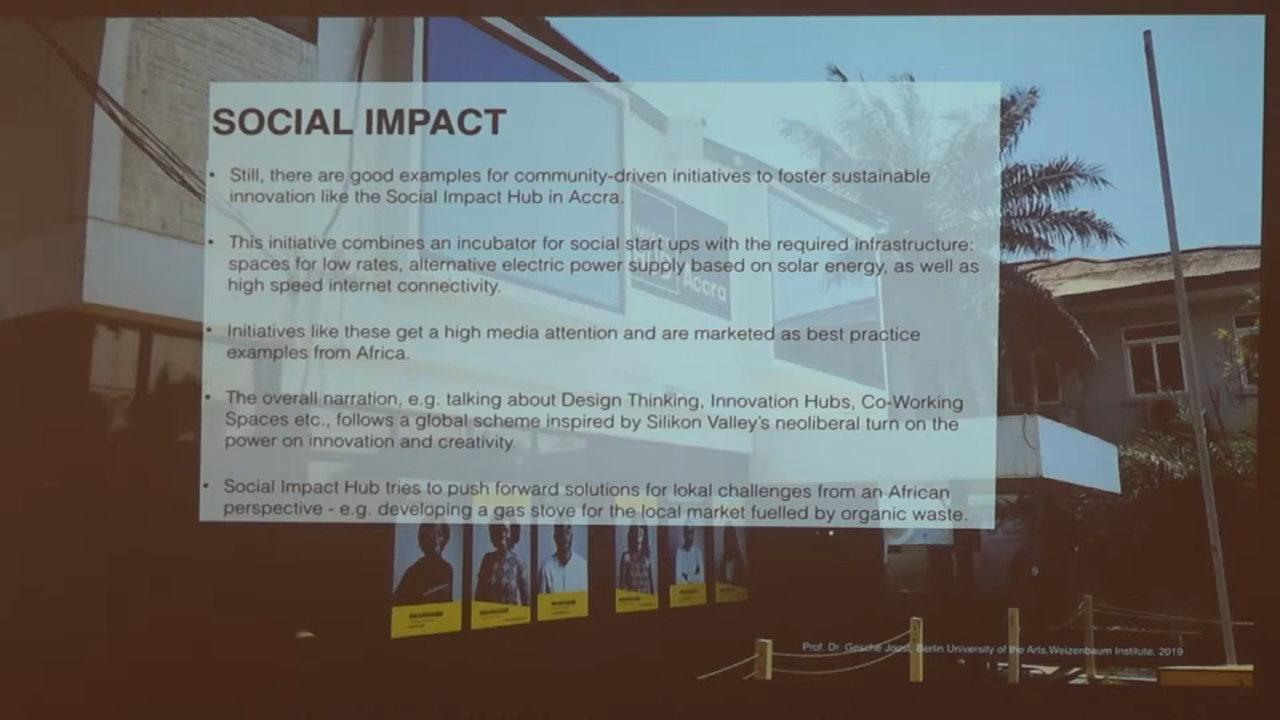 SOCIAL IMPACT
• Still, there are good examples for community-driven initiatives to foster sustainable
innovation like the Social Impact Hub in Accra.
• This initiative combines an incubator for social start ups with the required infrastructure:
spaces for low rates, alternative electric power supply based on solar energy, as well as
high speed internet connectivity.
• Initiatives like these get a high media attention and are marketed as best practice
examples from Africa.
• The overall narration, e.g. talking about Design Thinking, Innovation Hubs, Co-Working
Spaces etc., follows a global scheme inspired by Silikon Valley's neoliberal turn on the
power on innovation and creativity.
• Social Impact Hub tries to push forward solutions for lokal challenges from an African
perspective - e.g. developing a gas stove for the local market fuelled by organic waste.
IMPACT
HUB
Accra
Prof. Dr. Gesche Joost, Berlin University of the Arts,Weizenbaum Institute, 2019